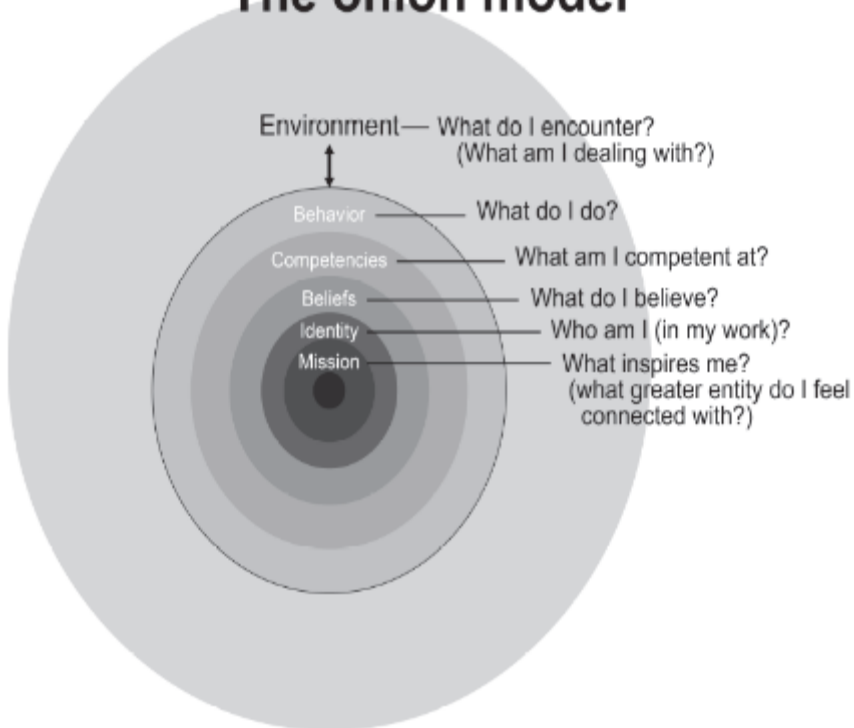 The onion model
Environment — What do I encounter?
(What am I dealing with?)
Behavior What do I do?
Competencies What am I competent at?
Beliefs What do I believe?
Identity Who am I (in my work)?
Mission What inspires me?
(what greater entity do I feel
connected with?)